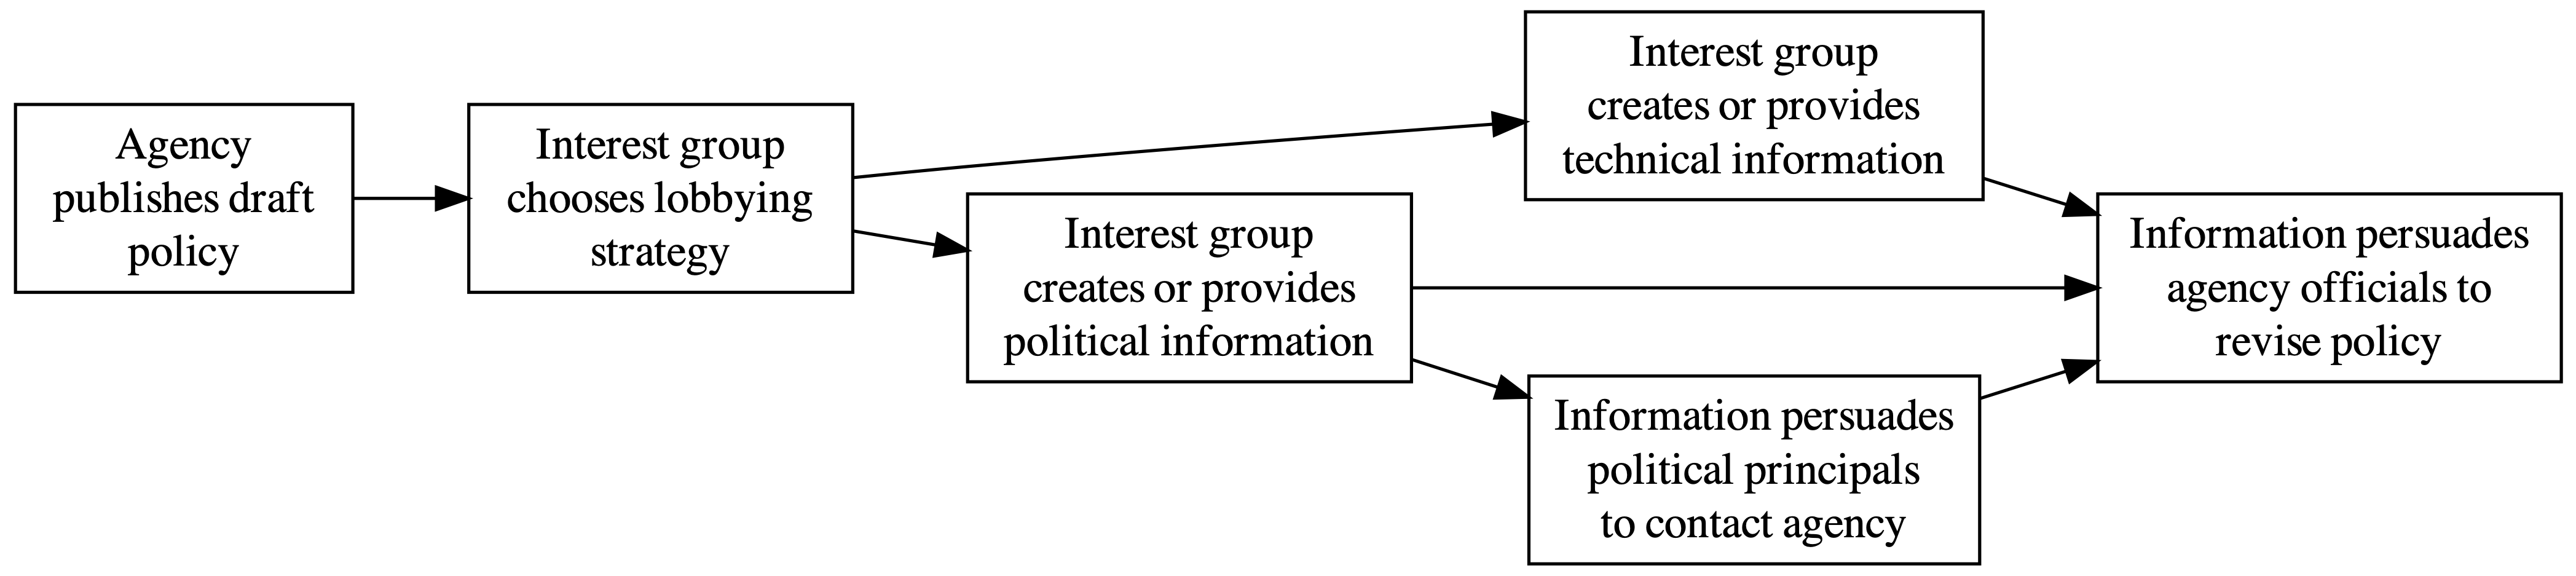 Agency
publishes draft
policy
Interest group
chooses lobbying
strategy
Interest group
creates or provides
political information
Interest group
creates or provides
technical information
Information persuades
political principals
to contact agency
Information persuades
agency officials to
revise policy